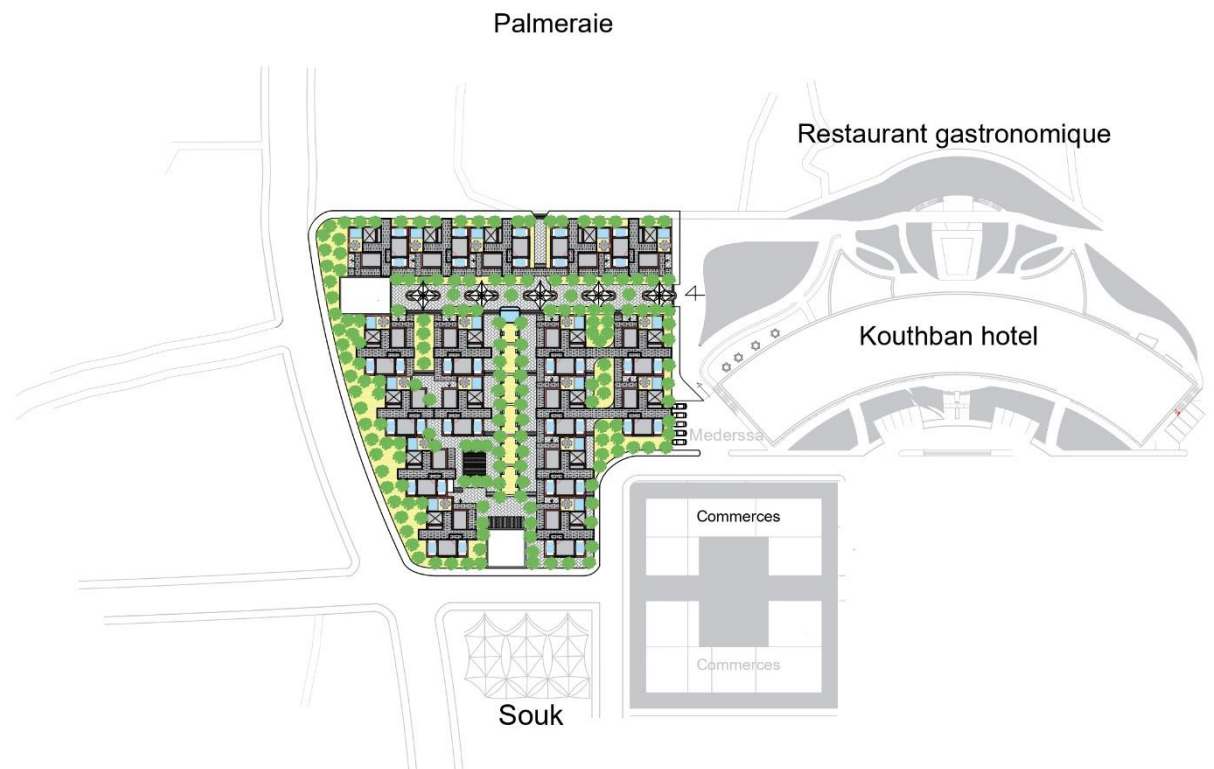 Palmeraie
Restaurant gastronomique
Kouthban hotel
Mederssa
Commerces
Commerces
Souk